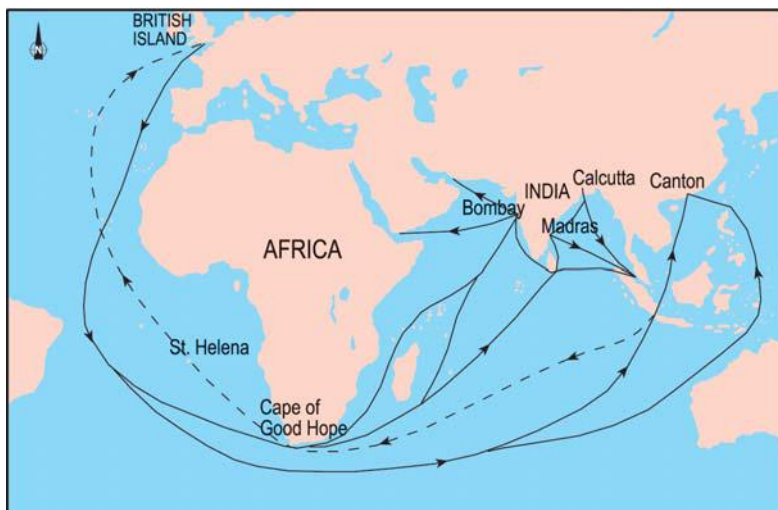 BRITISH
ISLAND
N
Calcutta
INDIA
Canton
Bombay
Madras
AFRICA
St. Helena
Cape of
Good Hope